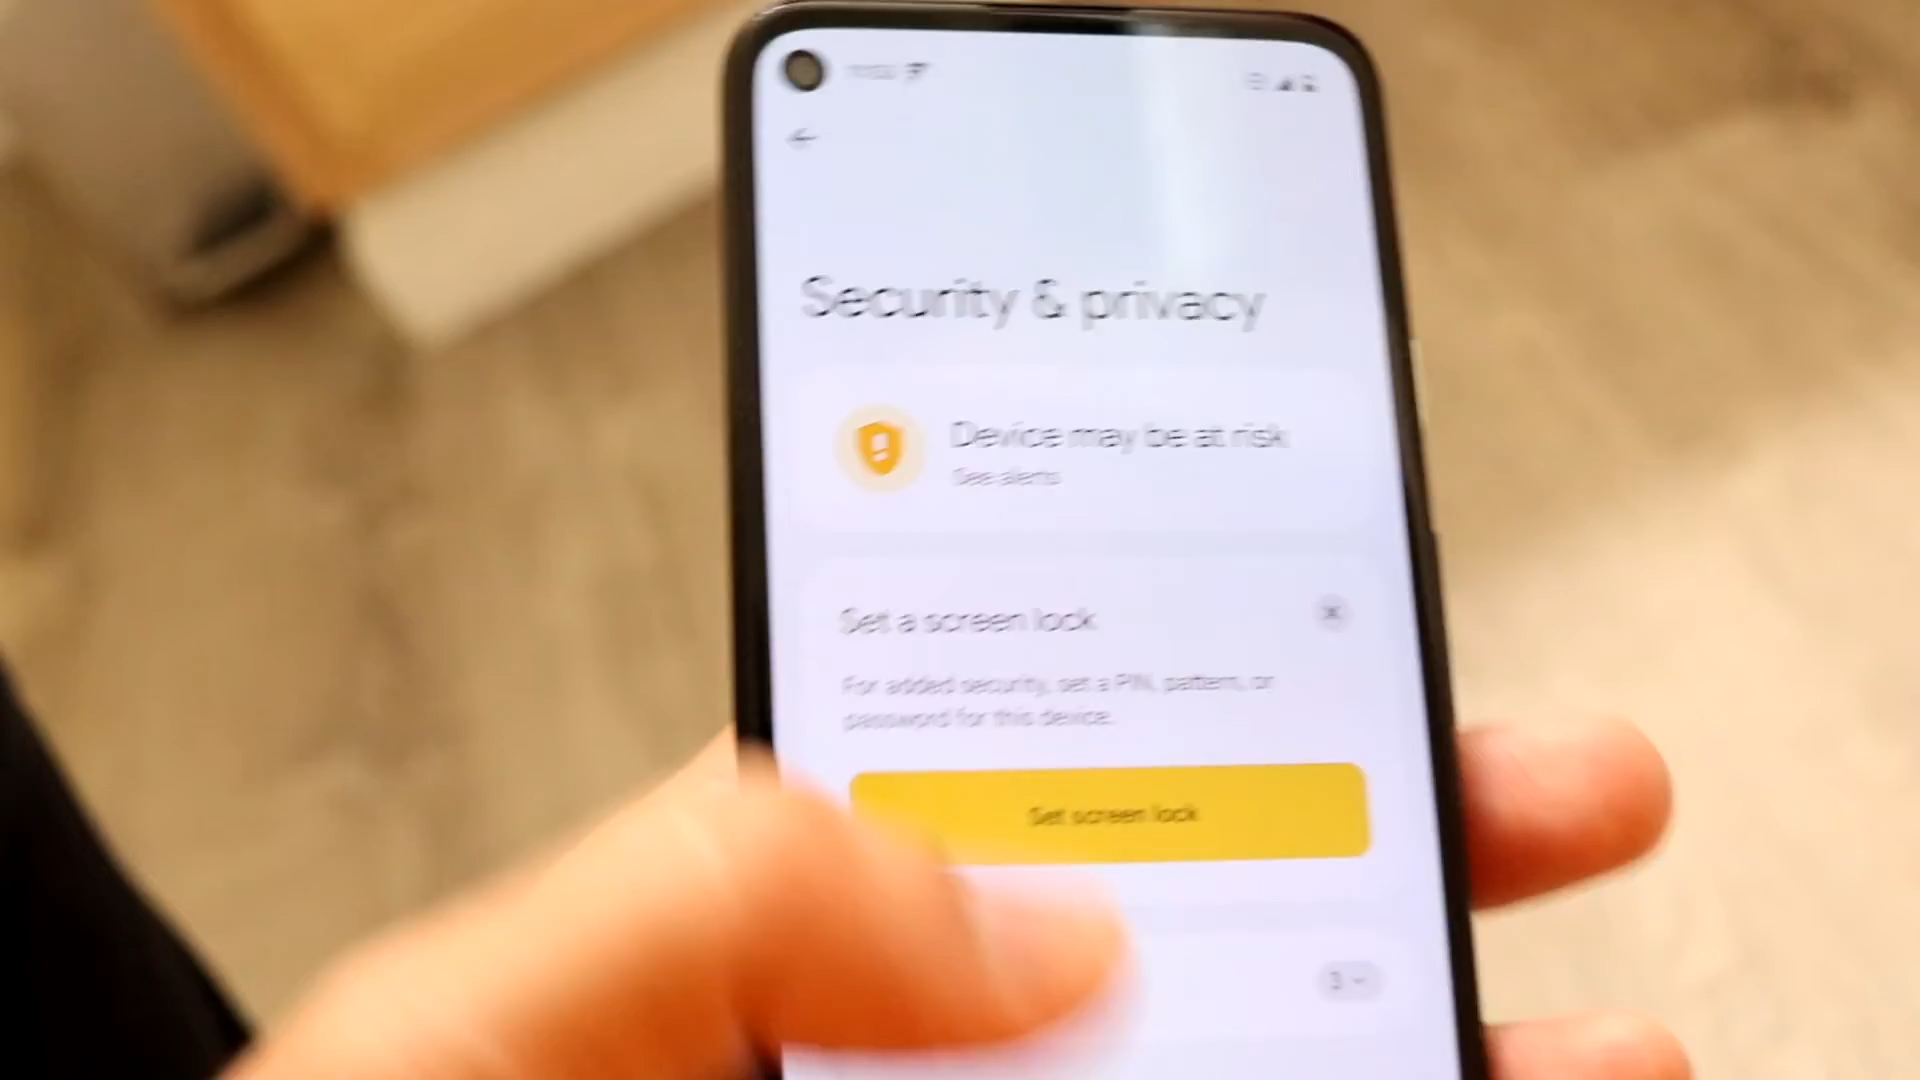 Security & privacy
Device may be at risk
See alerts
Set a screen lock
For added security, set a PIN, pattern, or
password for this device.
Set screen lock
3